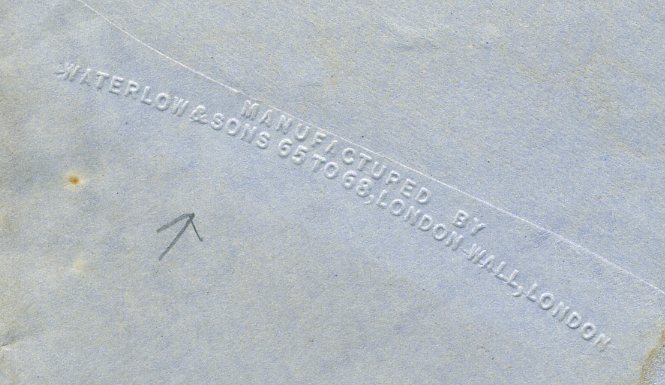 MANUFACTURED BY
WATERLOW & SONS 65 TO 68, LONDON WALL, LONDON